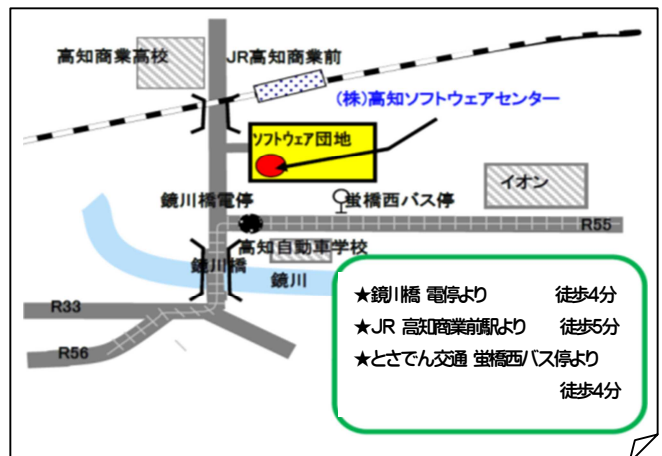 高知商業高校
JR高知商業前
(株)高知ソフトウェアセンター
ソフトウェア団地
イオン
鏡川橋電停
蛍橋西バス停
R55
高知自動車学校
鏡川橋
鏡川
R33
R56
★鏡川橋 電停より 徒歩4分
★JR 高知商業前駅より 徒歩5分
★とさでん交通 蛍橋西バス停より
徒歩4分